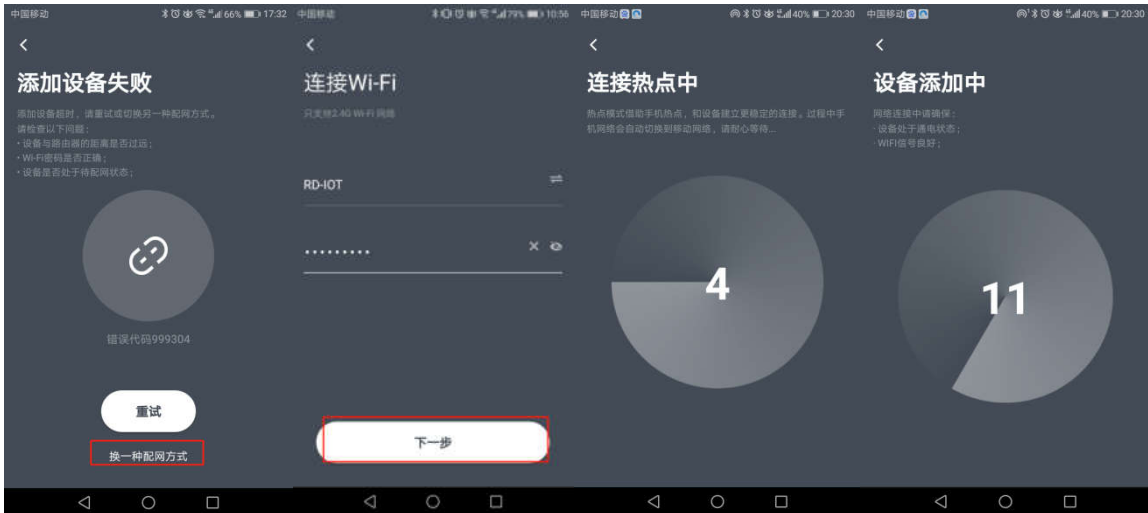 中国移动
66%
17:32
添加设备失败
添加设备超时，请重试或切换另一种配网方式。
请检查以下问题：
• 设备与路由器的距离是否过远；
• Wi-Fi密码是否正确；
• 设备是否处于待配网状态；
错误代码999304
重试
换一种配网方式
中国移动
79%
10:56
连接Wi-Fi
只支持2.4G Wi-Fi 网络
RD-IOT
•••••••••
下一步
中国移动
40%
20:30
连接热点中
热点模式借助手机热点，和设备建立更稳定的连接。过程中手
机网络会自动切换到移动网络，请耐心等待...
4
中国移动
40%
20:30
设备添加中
网络连接中请确保：
·设备处于通电状态；
·WIFI信号良好；
11